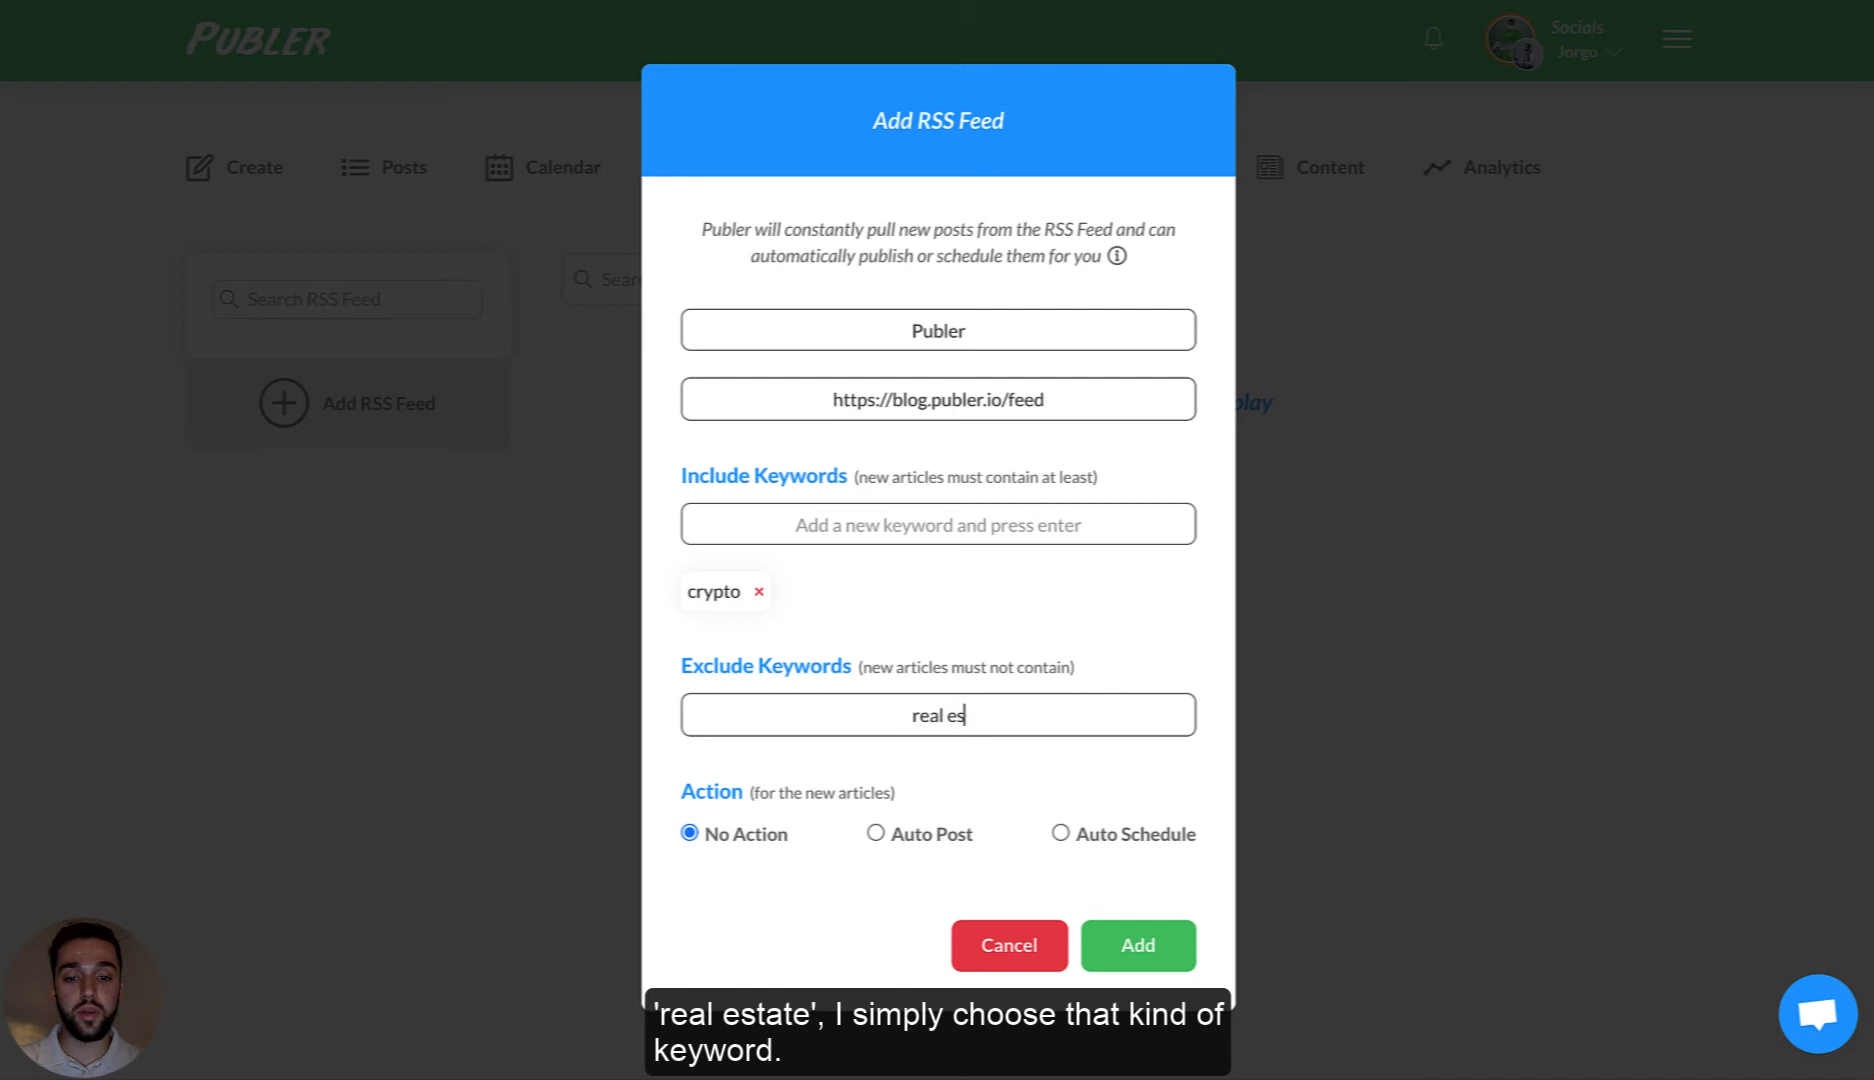 PUBLER
Socials
Jorgo
Create
Posts
Calendar
Content
Analytics
Search RSS Feed
Add RSS Feed
Add RSS Feed
Publer will constantly pull new posts from the RSS Feed and can
automatically publish or schedule them for you
Publer
https://blog.publer.io/feed
Include Keywords (new articles must contain at least)
Add a new keyword and press enter
crypto ×
Exclude Keywords (new articles must not contain)
real es
Action (for the new articles)
No Action
Auto Post
Auto Schedule
Cancel
Add
'real estate', I simply choose that kind of
keyword.